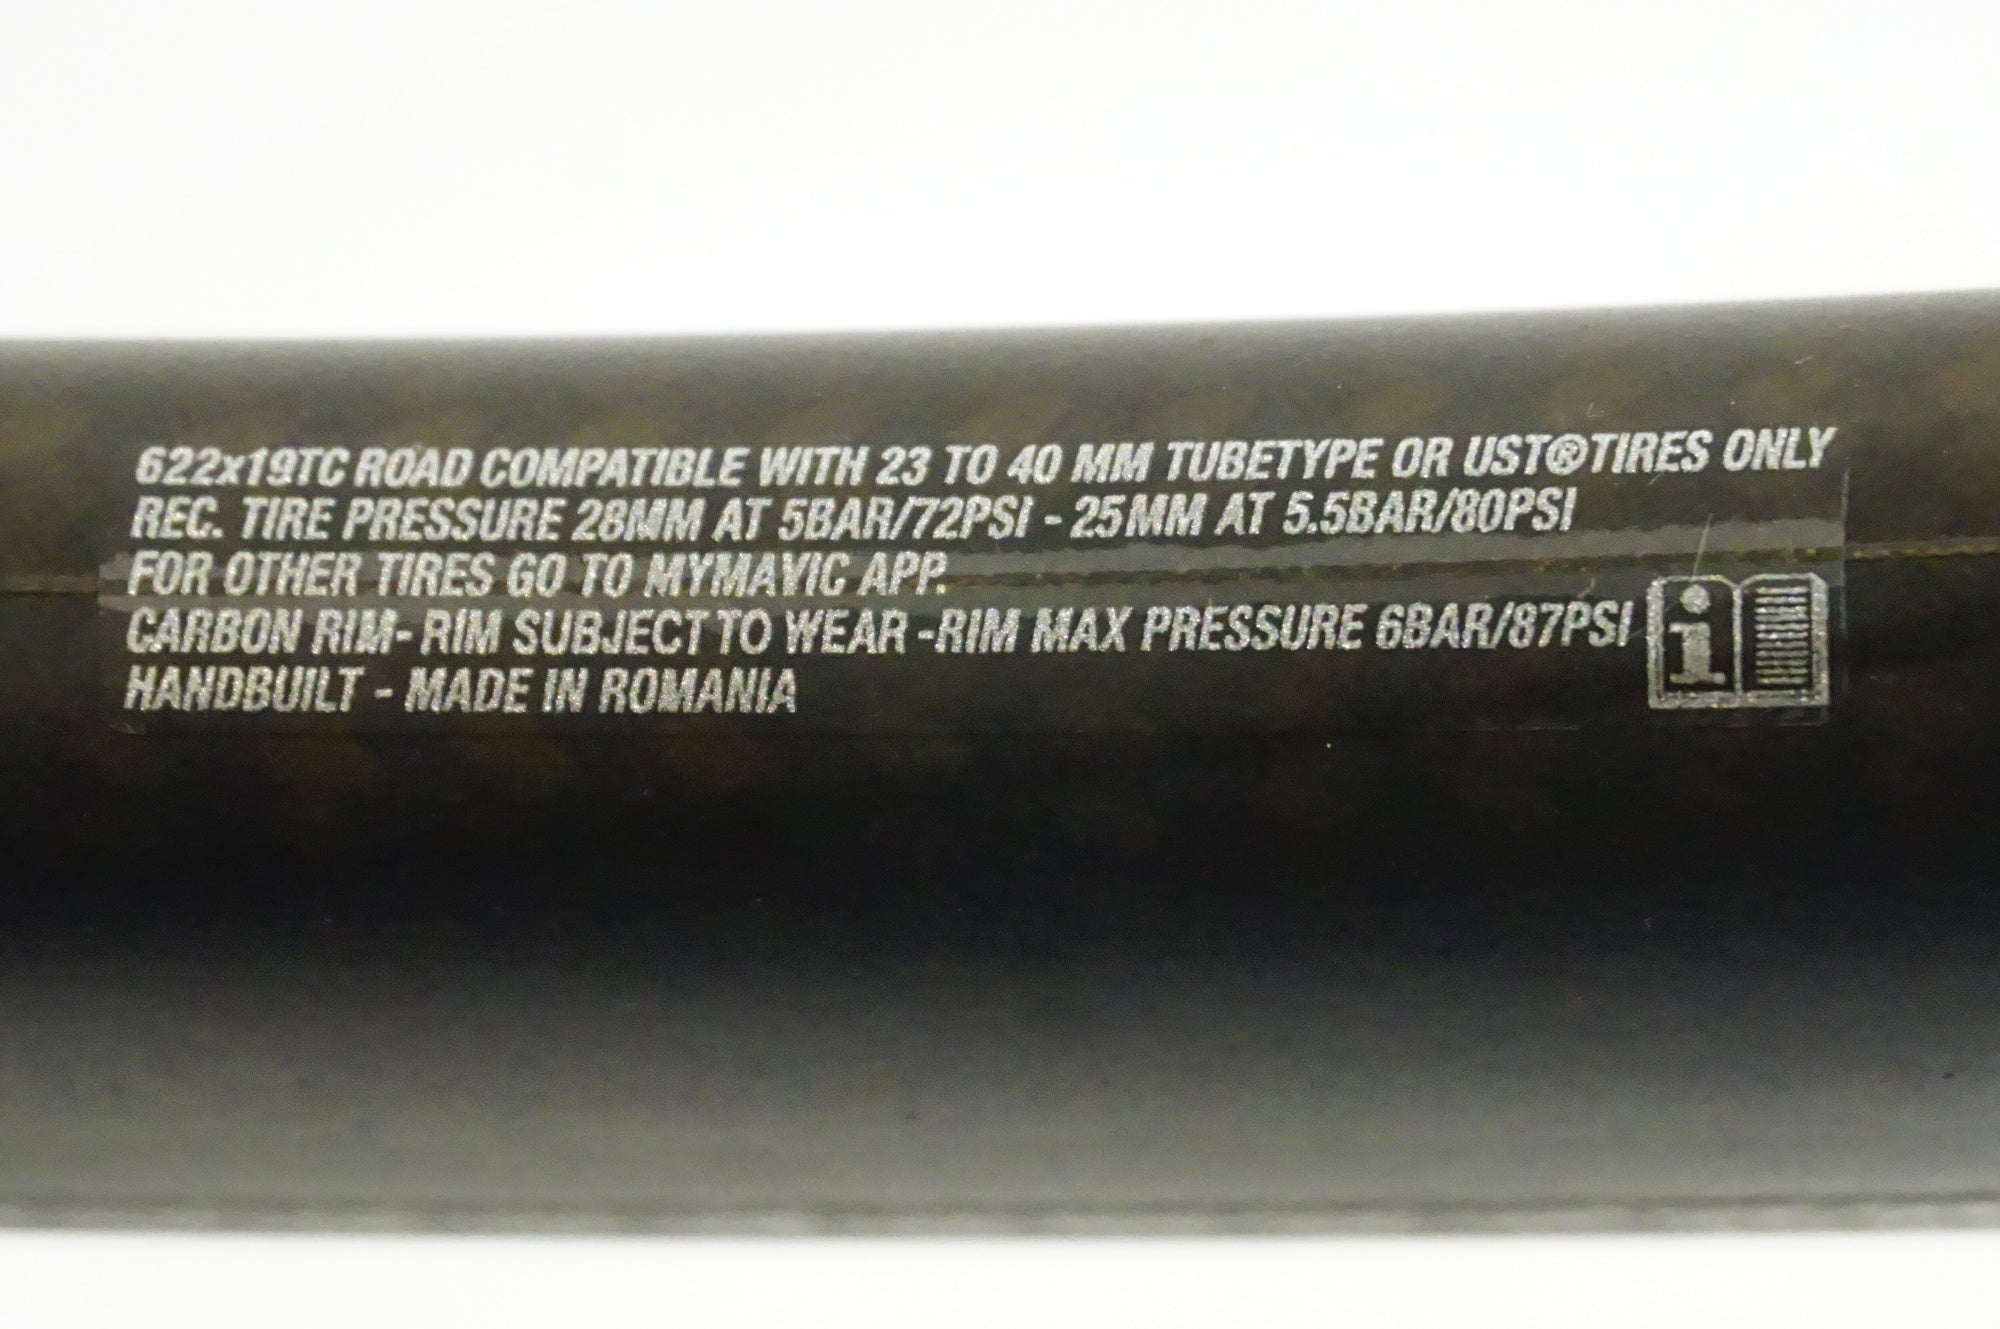 622x19TC ROAD COMPATIBLE WITH 23 TO 40 MM TUBETYPE OR UST®TIRES ONLY
REC. TIRE PRESSURE 28MM AT 5BAR/72PSI - 25MM AT 5.5BAR/80PSI
FOR OTHER TIRES GO TO MYMAVIC APP.
CARBON RIM- RIM SUBJECT TO WEAR -RIM MAX PRESSURE 6BAR/87PSI
HANDBUILT - MADE IN ROMANIA
i